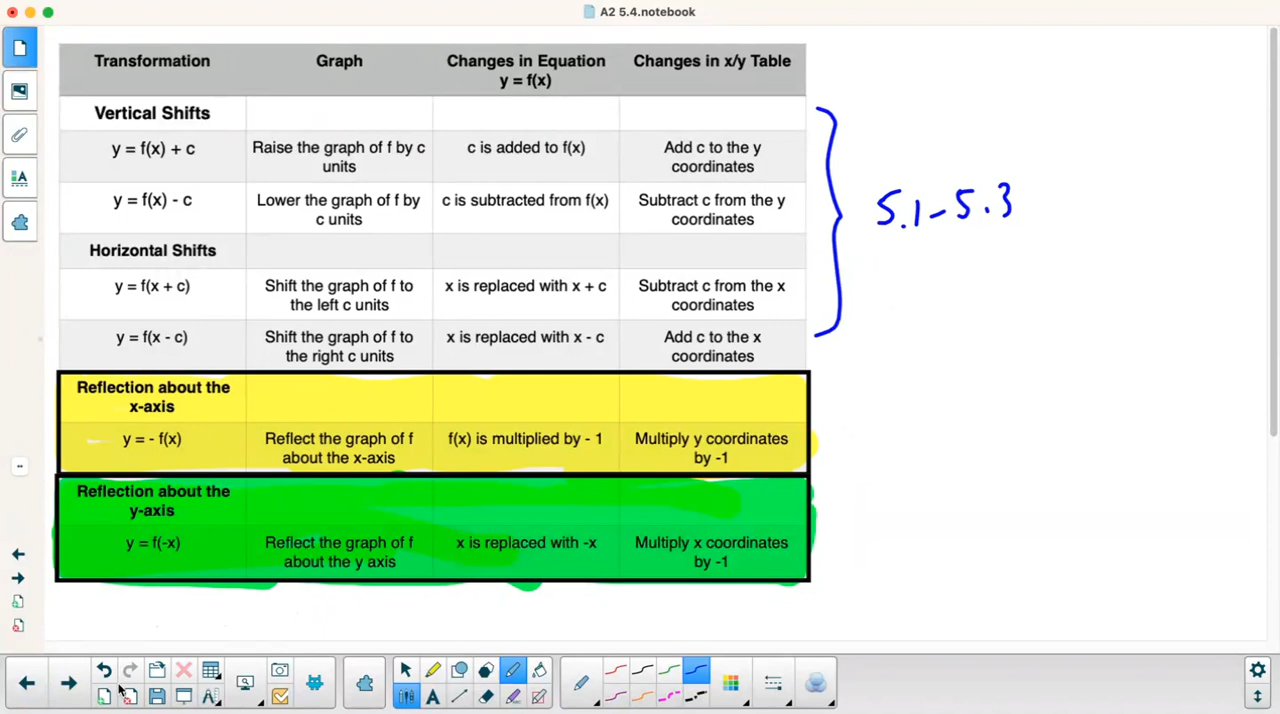 A2 5.4.notebook
Transformation Graph Changes in Equation y = f(x) Changes in x/y Table
Vertical Shifts
y = f(x) + c Raise the graph of f by c units c is added to f(x) Add c to the y coordinates
y = f(x) - c Lower the graph of f by c units c is subtracted from f(x) Subtract c from the y coordinates
5.1-5.3
Horizontal Shifts
y = f(x + c) Shift the graph of f to the left c units x is replaced with x + c Subtract c from the x coordinates
y = f(x - c) Shift the graph of f to the right c units x is replaced with x - c Add c to the x coordinates
Reflection about the x-axis
y = - f(x) Reflect the graph of f about the x-axis f(x) is multiplied by - 1 Multiply y coordinates by -1
Reflection about the y-axis
y = f(-x) Reflect the graph of f about the y axis x is replaced with -x Multiply x coordinates by -1